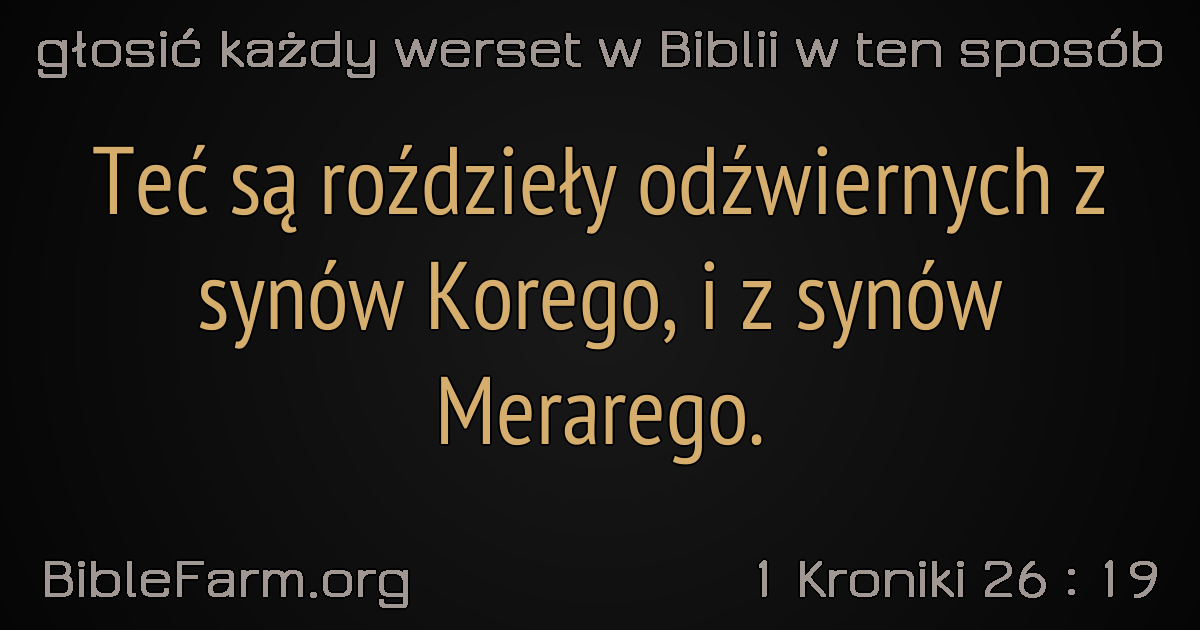 głosić każdy werset w Biblii w ten sposób
Teć są roździeły odźwiernych z
synów Korego, i z synów
Merarego.
BibleFarm.org
1 Kroniki 26 : 19